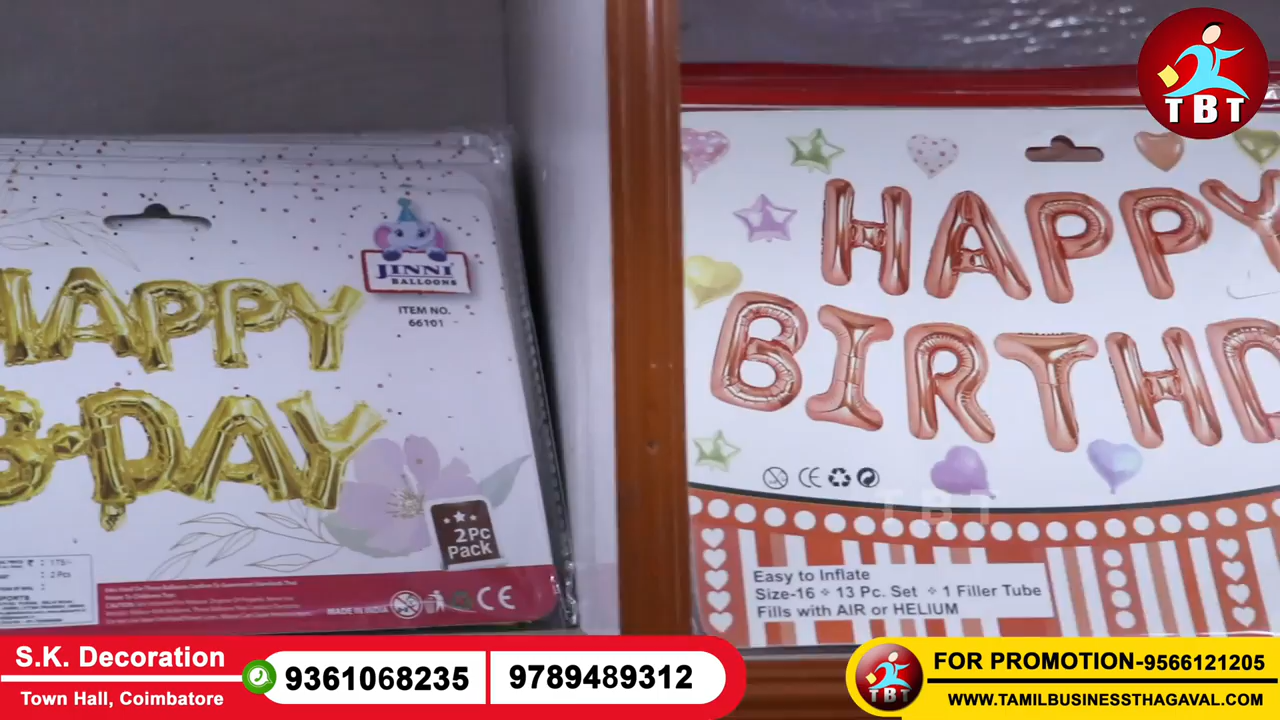 TBT
JINNI
BALLOONS
ITEM NO.
66101
HAPPY
B-DAY
2Pc
Pack
MADE IN INDIA
CE
HAPPY
BIRTHD
CE
TBT
Easy to Inflate
Size-16 ❖ 13 Pc. Set ❖ 1 Filler Tube
Fills with AIR or HELIUM
S.K. Decoration
Town Hall, Coimbatore
9361068235
9789489312
TBT
FOR PROMOTION-9566121205
WWW.TAMILBUSINESSTHAGAVAL.COM